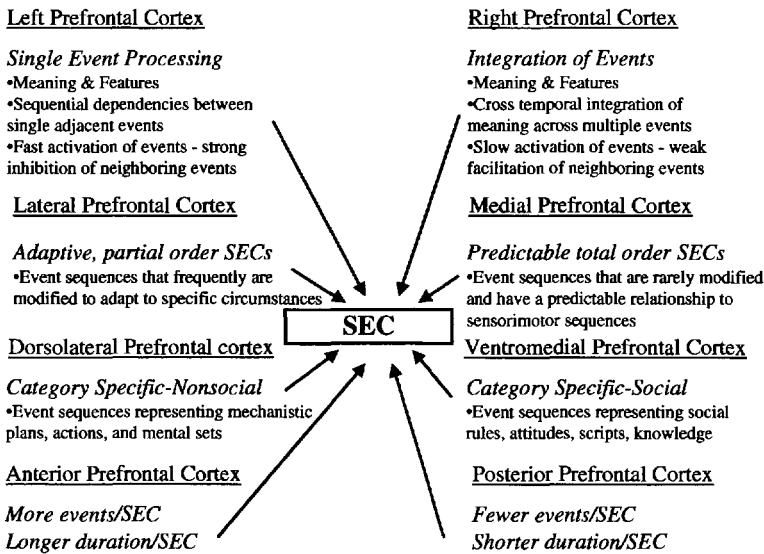 Left Prefrontal Cortex
Single Event Processing
•Meaning & Features
•Sequential dependencies between
single adjacent events
•Fast activation of events - strong
inhibition of neighboring events
Right Prefrontal Cortex
Integration of Events
•Meaning & Features
•Cross temporal integration of
meaning across multiple events
•Slow activation of events - weak
facilitation of neighboring events
Lateral Prefrontal Cortex
Adaptive, partial order SECs
•Event sequences that frequently are
modified to adapt to specific circumstances
Medial Prefrontal Cortex
Predictable total order SECs
•Event sequences that are rarely modified
and have a predictable relationship to
sensorimotor sequences
SEC
Dorsolateral Prefrontal cortex
Category Specific-Nonsocial
•Event sequences representing mechanistic
plans, actions, and mental sets
Ventromedial Prefrontal Cortex
Category Specific-Social
•Event sequences representing social
rules, attitudes, scripts, knowledge
Anterior Prefrontal Cortex
More events/SEC
Longer duration/SEC
Posterior Prefrontal Cortex
Fewer events/SEC
Shorter duration/SEC